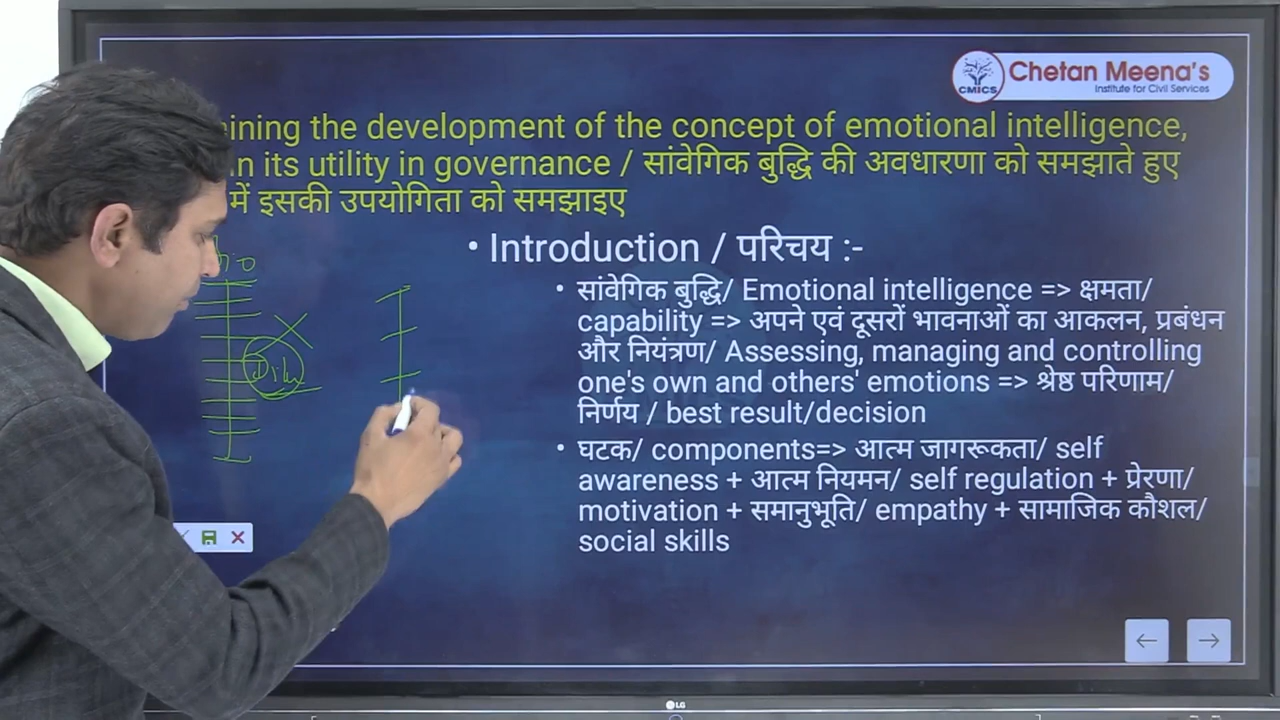 Chetan Meena's
Institute for Civil Services
CMICS
the development of the concept of emotional intelligence,
its utility in governance / सांवेगिक बुद्धि की अवधारणा को समझाते हुए
में इसकी उपयोगिता को समझाइए
• Introduction / परिचय :-
• सांवेगिक बुद्धि/ Emotional intelligence => क्षमता/
capability => अपने एवं दूसरों भावनाओं का आकलन, प्रबंधन
और नियंत्रण/ Assessing, managing and controlling
one's own and others' emotions => श्रेष्ठ परिणाम/
निर्णय / best result/decision
• घटक/ components=> आत्म जागरूकता/ self
awareness + आत्म नियमन/ self regulation + प्रेरणा/
motivation + समानुभूति/ empathy + सामाजिक कौशल/
social skills
LG